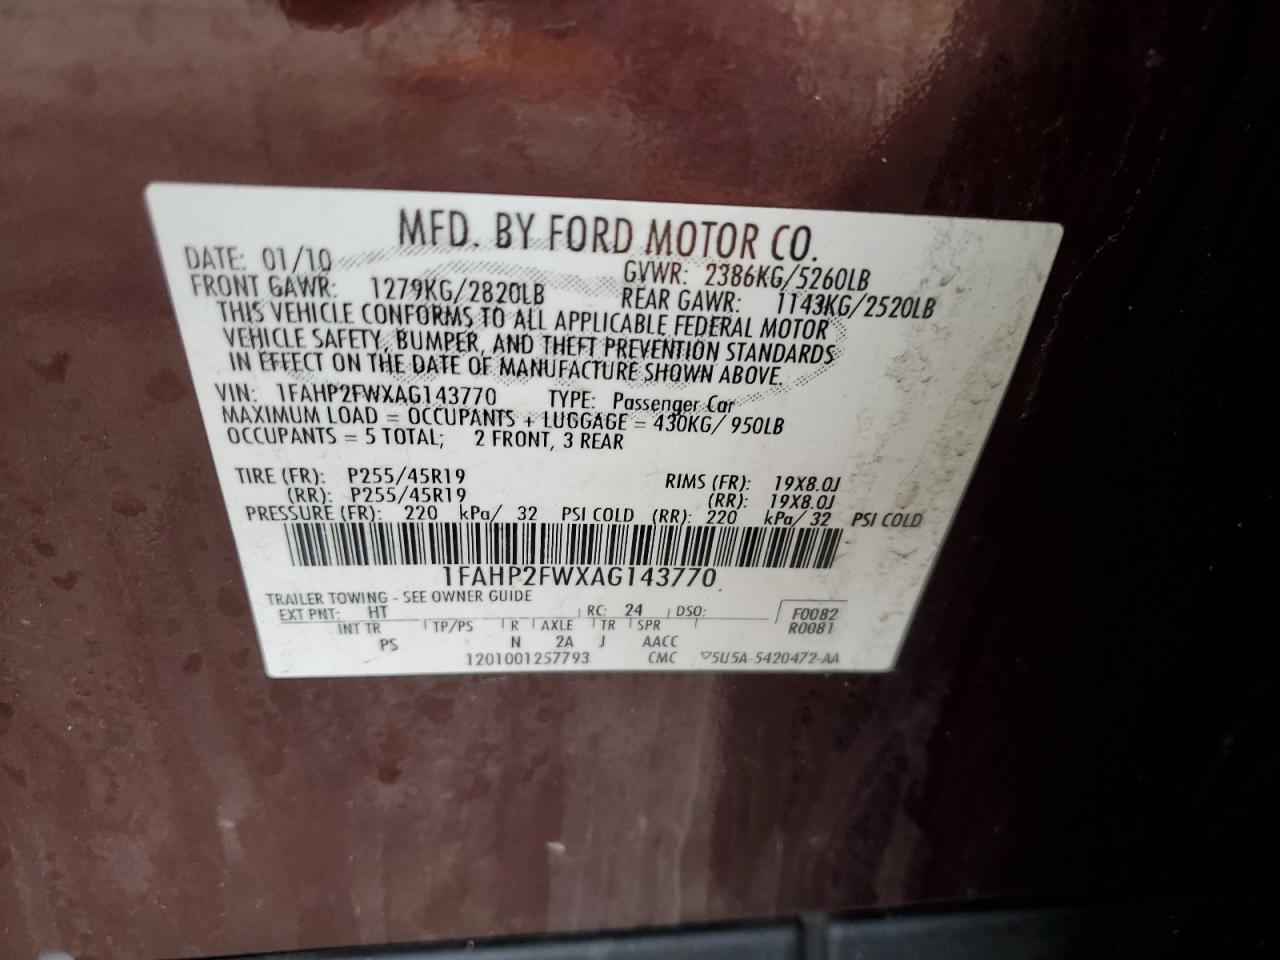 MFD. BY FORD MOTOR CO.
DATE: 01/10 GVWR: 2386KG/5260LB
FRONT GAWR: 1279KG/2820LB REAR GAWR: 1143KG/2520LB
THIS VEHICLE CONFORMS TO ALL APPLICABLE FEDERAL MOTOR
VEHICLE SAFETY, BUMPER, AND THEFT PREVENTION STANDARDS
IN EFFECT ON THE DATE OF MANUFACTURE SHOWN ABOVE.
VIN: 1FAHP2FWXAG143770 TYPE: Passenger Car
MAXIMUM LOAD = OCCUPANTS + LUGGAGE = 430KG/ 950LB
OCCUPANTS = 5 TOTAL; 2 FRONT, 3 REAR
TIRE (FR): P255/45R19 RIMS (FR): 19X8.0J
(RR): P255/45R19 (RR): 19X8.0J
PRESSURE (FR): 220 kPa/ 32 PSI COLD (RR): 220 kPa/ 32 PSI COLD
1FAHP2FWXAG143770
TRAILER TOWING - SEE OWNER GUIDE
EXT PNT: HT RC: 24 DSO: F0082
INT TR TP/PS R AXLE TR SPR R0081
PS N 2A J AACC
1201001257793 CMC ▽5U5A-5420472-AA